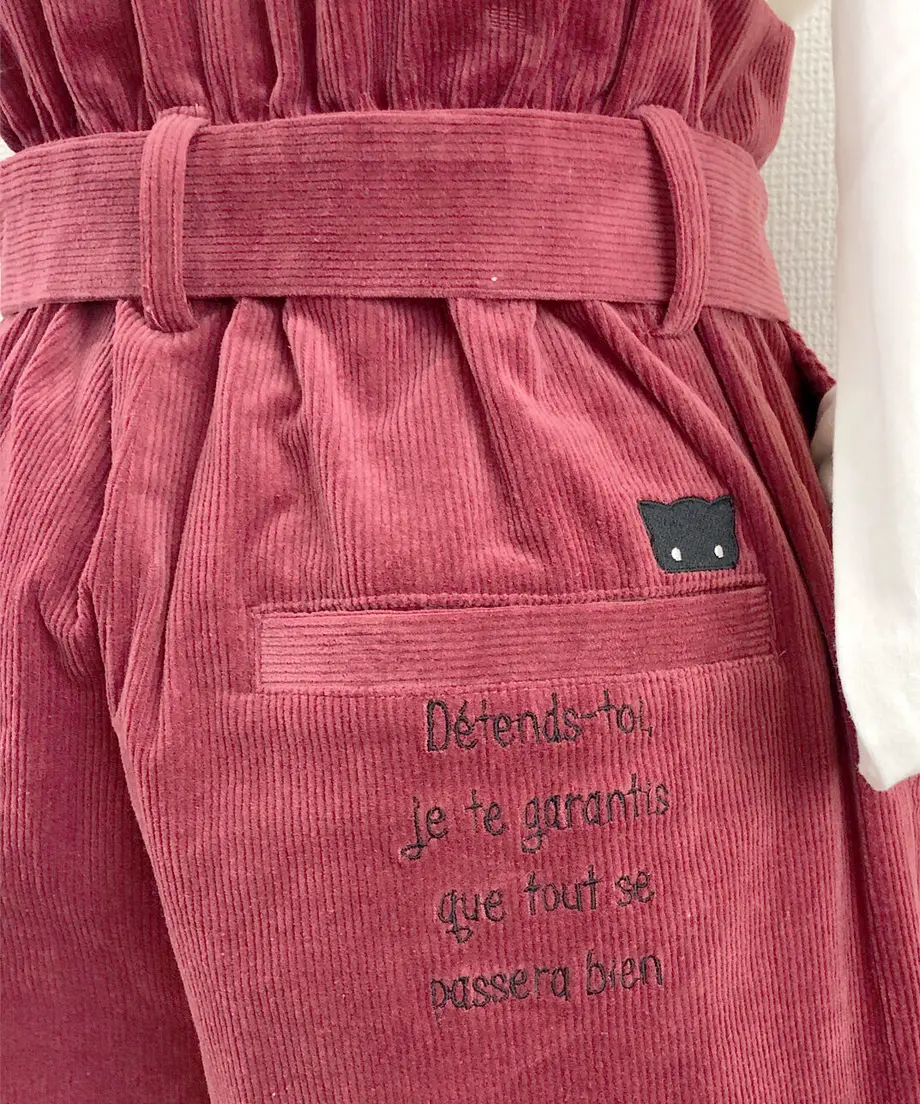 Détends-toi,
je te garantis
que tout se
passera bien